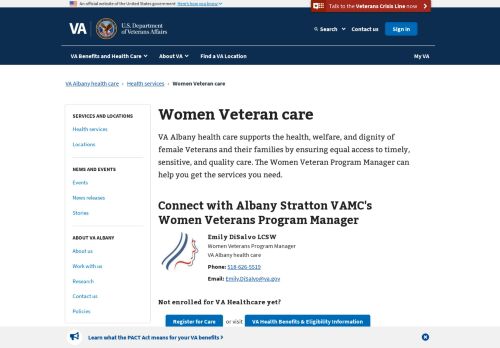 An official website of the United States government Here's how you know
Talk to the Veterans Crisis Line now
VA
U.S. Department
of Veterans Affairs
Search
Contact us
Sign in
VA Benefits and Health Care
About VA
Find a VA Location
My VA
VA Albany health care › Health services › Women Veteran care
SERVICES AND LOCATIONS
Health services
Locations
NEWS AND EVENTS
Events
News releases
Stories
ABOUT VA ALBANY
About us
Work with us
Research
Contact us
Policies
Women Veteran care
VA Albany health care supports the health, welfare, and dignity of
female Veterans and their families by ensuring equal access to timely,
sensitive, and quality care. The Women Veteran Program Manager can
help you get the services you need.
Connect with Albany Stratton VAMC's
Women Veterans Program Manager
Emily DiSalvo LCSW
Women Veterans Program Manager
VA Albany health care
Phone: 518-626-5519
Email: Emily.DiSalvo@va.gov
Not enrolled for VA Healthcare yet?
Register for Care or visit VA Health Benefits & Eligibility Information
Learn what the PACT Act means for your VA benefits >